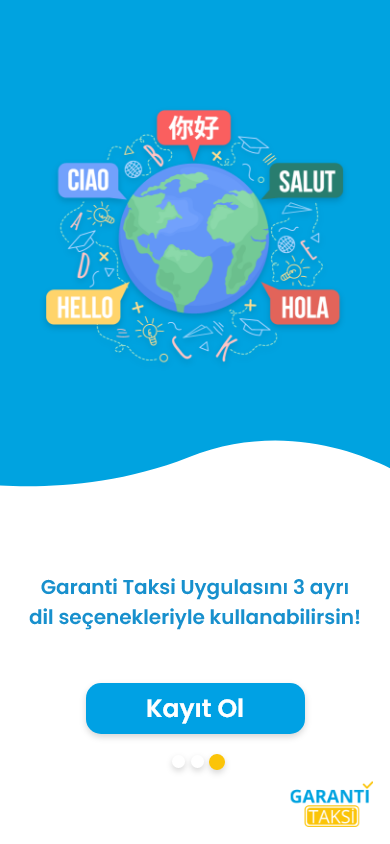 你好
CIAO
SALUT
B
A
E
D
HELLO
HOLA
J
K
Garanti Taksi Uygulasını 3 ayrı
dil seçenekleriyle kullanabilirsin!
Kayıt Ol
GARANTİ
TAKSİ